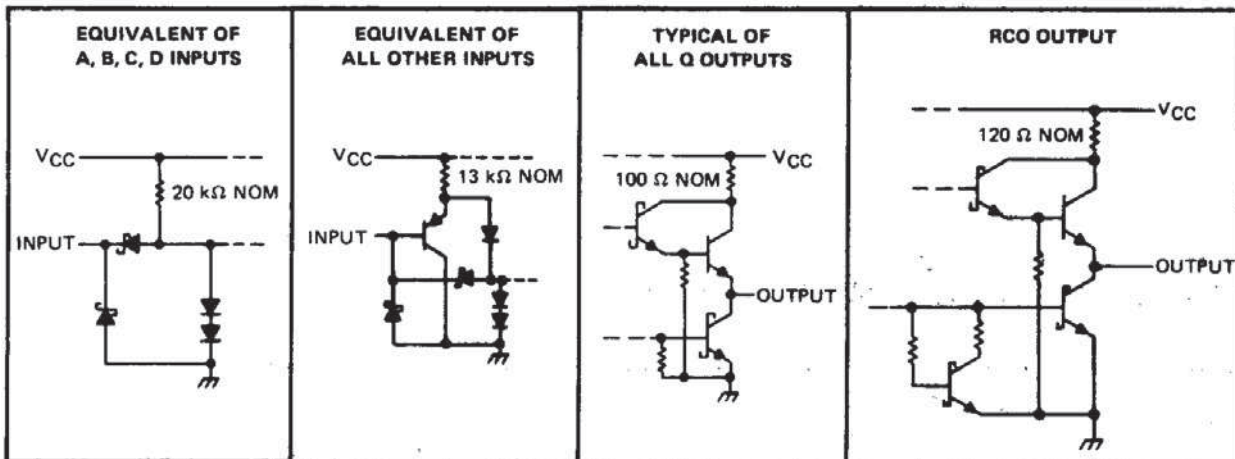 EQUIVALENT OF
A, B, C, D INPUTS
VCC
20 kΩ NOM
INPUT
EQUIVALENT OF
ALL OTHER INPUTS
VCC
13 kΩ NOM
INPUT
TYPICAL OF
ALL Q OUTPUTS
VCC
100 Ω NOM
OUTPUT
RCO OUTPUT
VCC
120 Ω NOM
OUTPUT